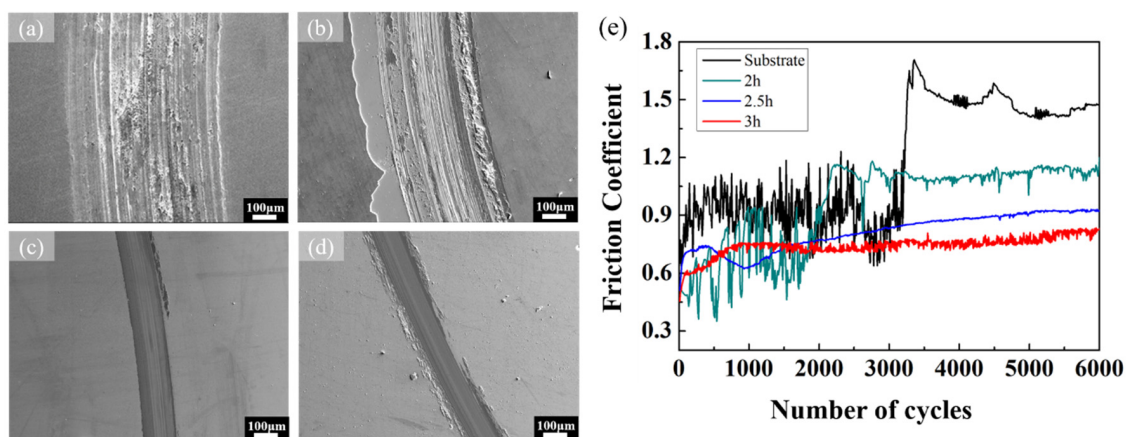 (a)
100μm
(b)
100μm
(c)
100μm
(d)
100μm
(e)
Friction Coefficient
1.8
1.5
1.2
0.9
0.6
0.3
Substrate
2h
2.5h
3h
0 1000 2000 3000 4000 5000 6000
Number of cycles